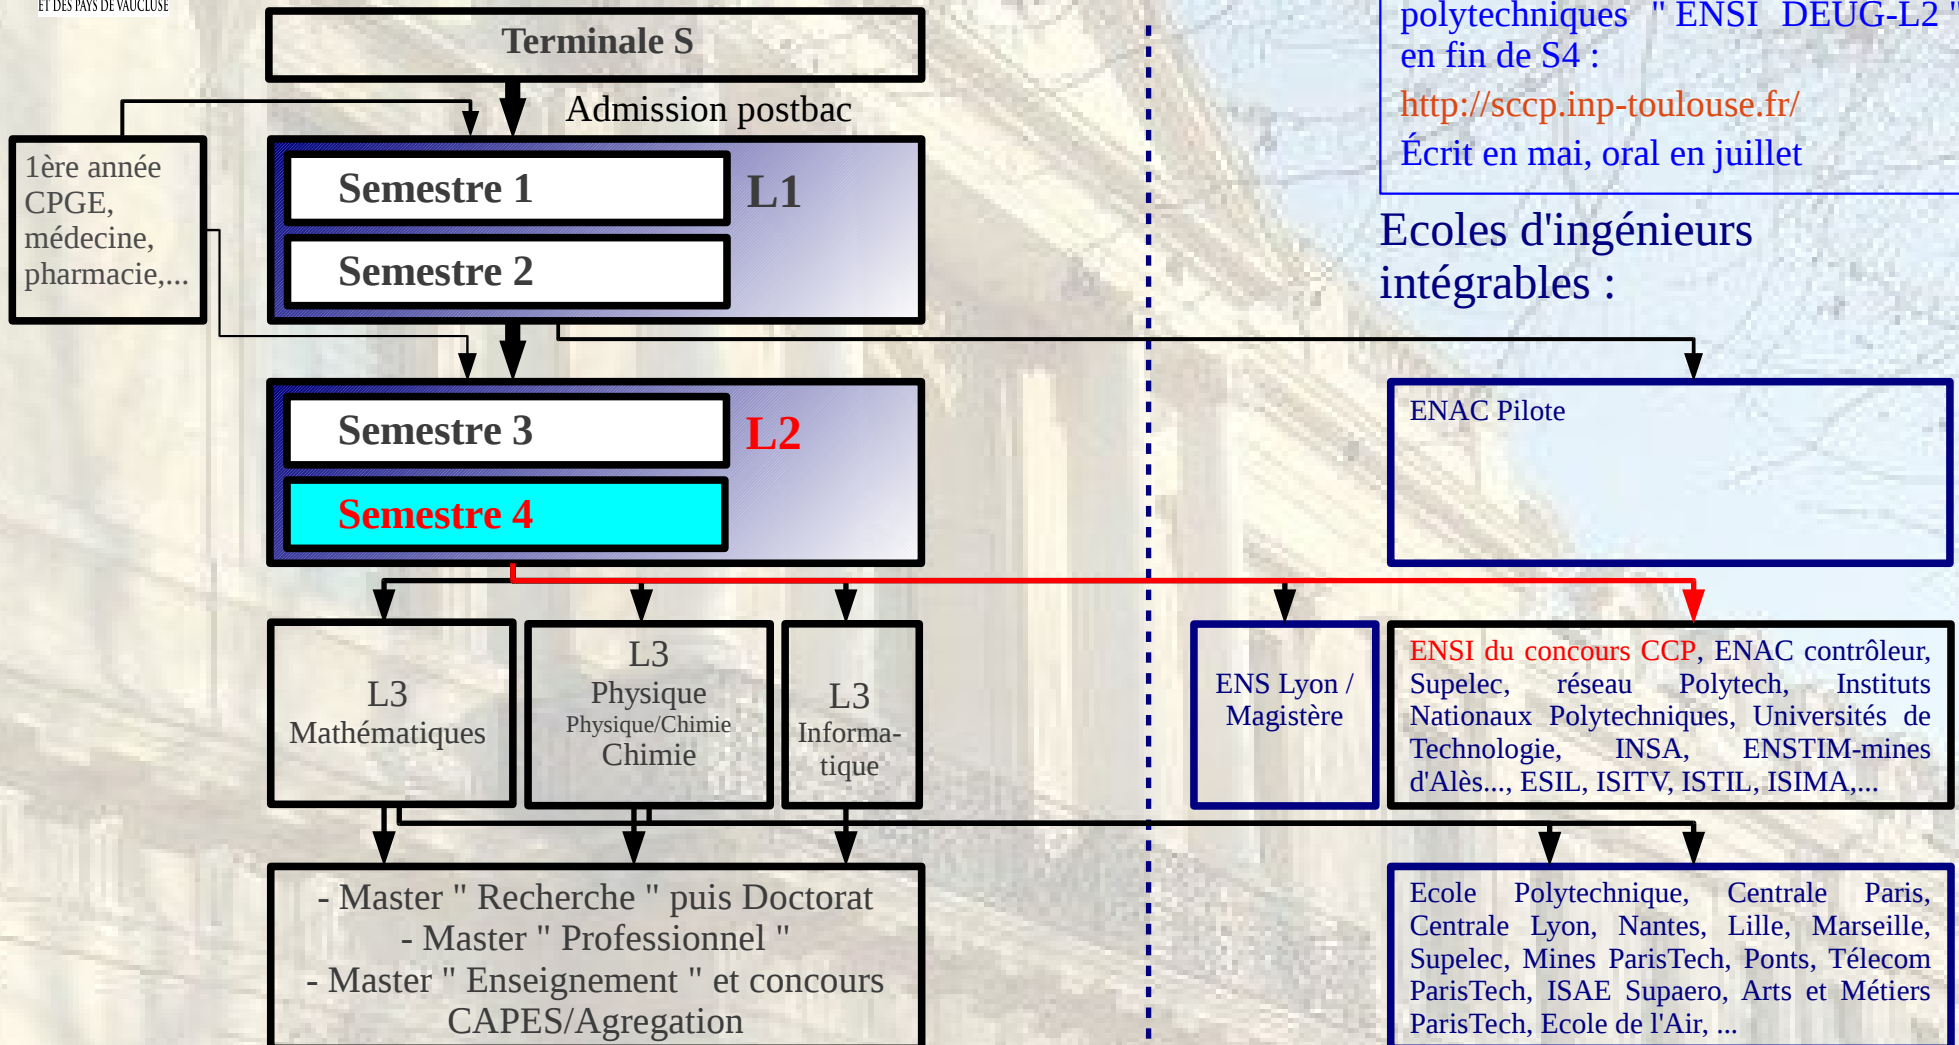 ET DES PAYS DE VAUCLUSE
Terminale S
Admission postbac
1ère année
CPGE,
médecine,
pharmacie,...
Semestre 1
L1
Semestre 2
Semestre 3
L2
Semestre 4
L3
Mathématiques
L3
Physique
Physique/Chimie
Chimie
L3
Informa-
tique
- Master " Recherche " puis Doctorat
- Master " Professionnel "
- Master " Enseignement " et concours
CAPES/Agregation
polytechniques " ENSI DEUG-L2 "
en fin de S4 :
http://sccp.inp-toulouse.fr/
Écrit en mai, oral en juillet
Ecoles d'ingénieurs
intégrables :
ENAC Pilote
ENS Lyon /
Magistère
ENSI du concours CCP, ENAC contrôleur,
Supelec, réseau Polytech, Instituts
Nationaux Polytechniques, Universités de
Technologie, INSA, ENSTIM-mines
d'Alès..., ESIL, ISITV, ISTIL, ISIMA,...
Ecole Polytechnique, Centrale Paris,
Centrale Lyon, Nantes, Lille, Marseille,
Supelec, Mines ParisTech, Ponts, Télecom
ParisTech, ISAE Supaero, Arts et Métiers
ParisTech, Ecole de l'Air, ...